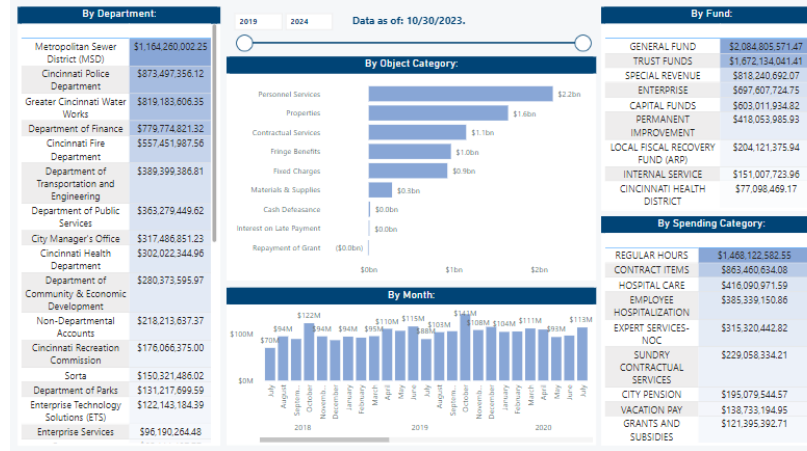 By Department:
Metropolitan Sewer District (MSD) $1,164,260,002.25
Cincinnati Police Department $873,497,356.12
Greater Cincinnati Water Works $819,183,606.35
Department of Finance $779,774,821.32
Cincinnati Fire Department $557,451,987.56
Department of Transportation and Engineering $389,399,386.81
Department of Public Services $363,279,449.62
City Manager's Office $317,486,851.23
Cincinnati Health Department $302,022,344.96
Department of Community & Economic Development $280,373,595.97
Non-Departmental Accounts $218,213,637.37
Cincinnati Recreation Commission $176,066,375.00
Sorta $150,321,486.02
Department of Parks $131,217,699.59
Enterprise Technology Solutions (ETS) $122,143,184.39
Enterprise Services $96,190,264.48
2019 2024 Data as of: 10/30/2023.
By Object Category:
Personnel Services $2.2bn
Properties $1.6bn
Contractual Services $1.1bn
Fringe Benefits $1.0bn
Fixed Charges $0.9bn
Materials & Supplies $0.3bn
Cash Defeasance $0.0bn
Interest on Late Payment $0.0bn
Repayment of Grant ($0.0bn)
$0bn $1bn $2bn
By Month:
$100M
$0M
$70M $94M $122M $94M $94M $95M $110M $115M $88M $103M $141M $108M $104M $111M $93M $113M
July August Septem... October Novemb... December January February March April May June July August Septem... October Novemb... December January February March April May June July
2018 2019 2020
By Fund:
GENERAL FUND $2,084,805,571.47
TRUST FUNDS $1,672,134,041.41
SPECIAL REVENUE $818,240,692.07
ENTERPRISE $697,607,724.75
CAPITAL FUNDS $603,011,934.82
PERMANENT IMPROVEMENT $418,053,985.93
LOCAL FISCAL RECOVERY FUND (ARP) $204,121,375.94
INTERNAL SERVICE $151,007,723.96
CINCINNATI HEALTH DISTRICT $77,098,469.17
By Spending Category:
REGULAR HOURS $1,468,122,582.55
CONTRACT ITEMS $863,460,634.08
HOSPITAL CARE $416,090,971.59
EMPLOYEE HOSPITALIZATION $385,339,150.86
EXPERT SERVICES-NOC $315,320,442.82
SUNDRY CONTRACTUAL SERVICES $229,058,334.21
CITY PENSION $195,079,544.57
VACATION PAY $138,733,194.95
GRANTS AND SUBSIDIES $121,395,392.71